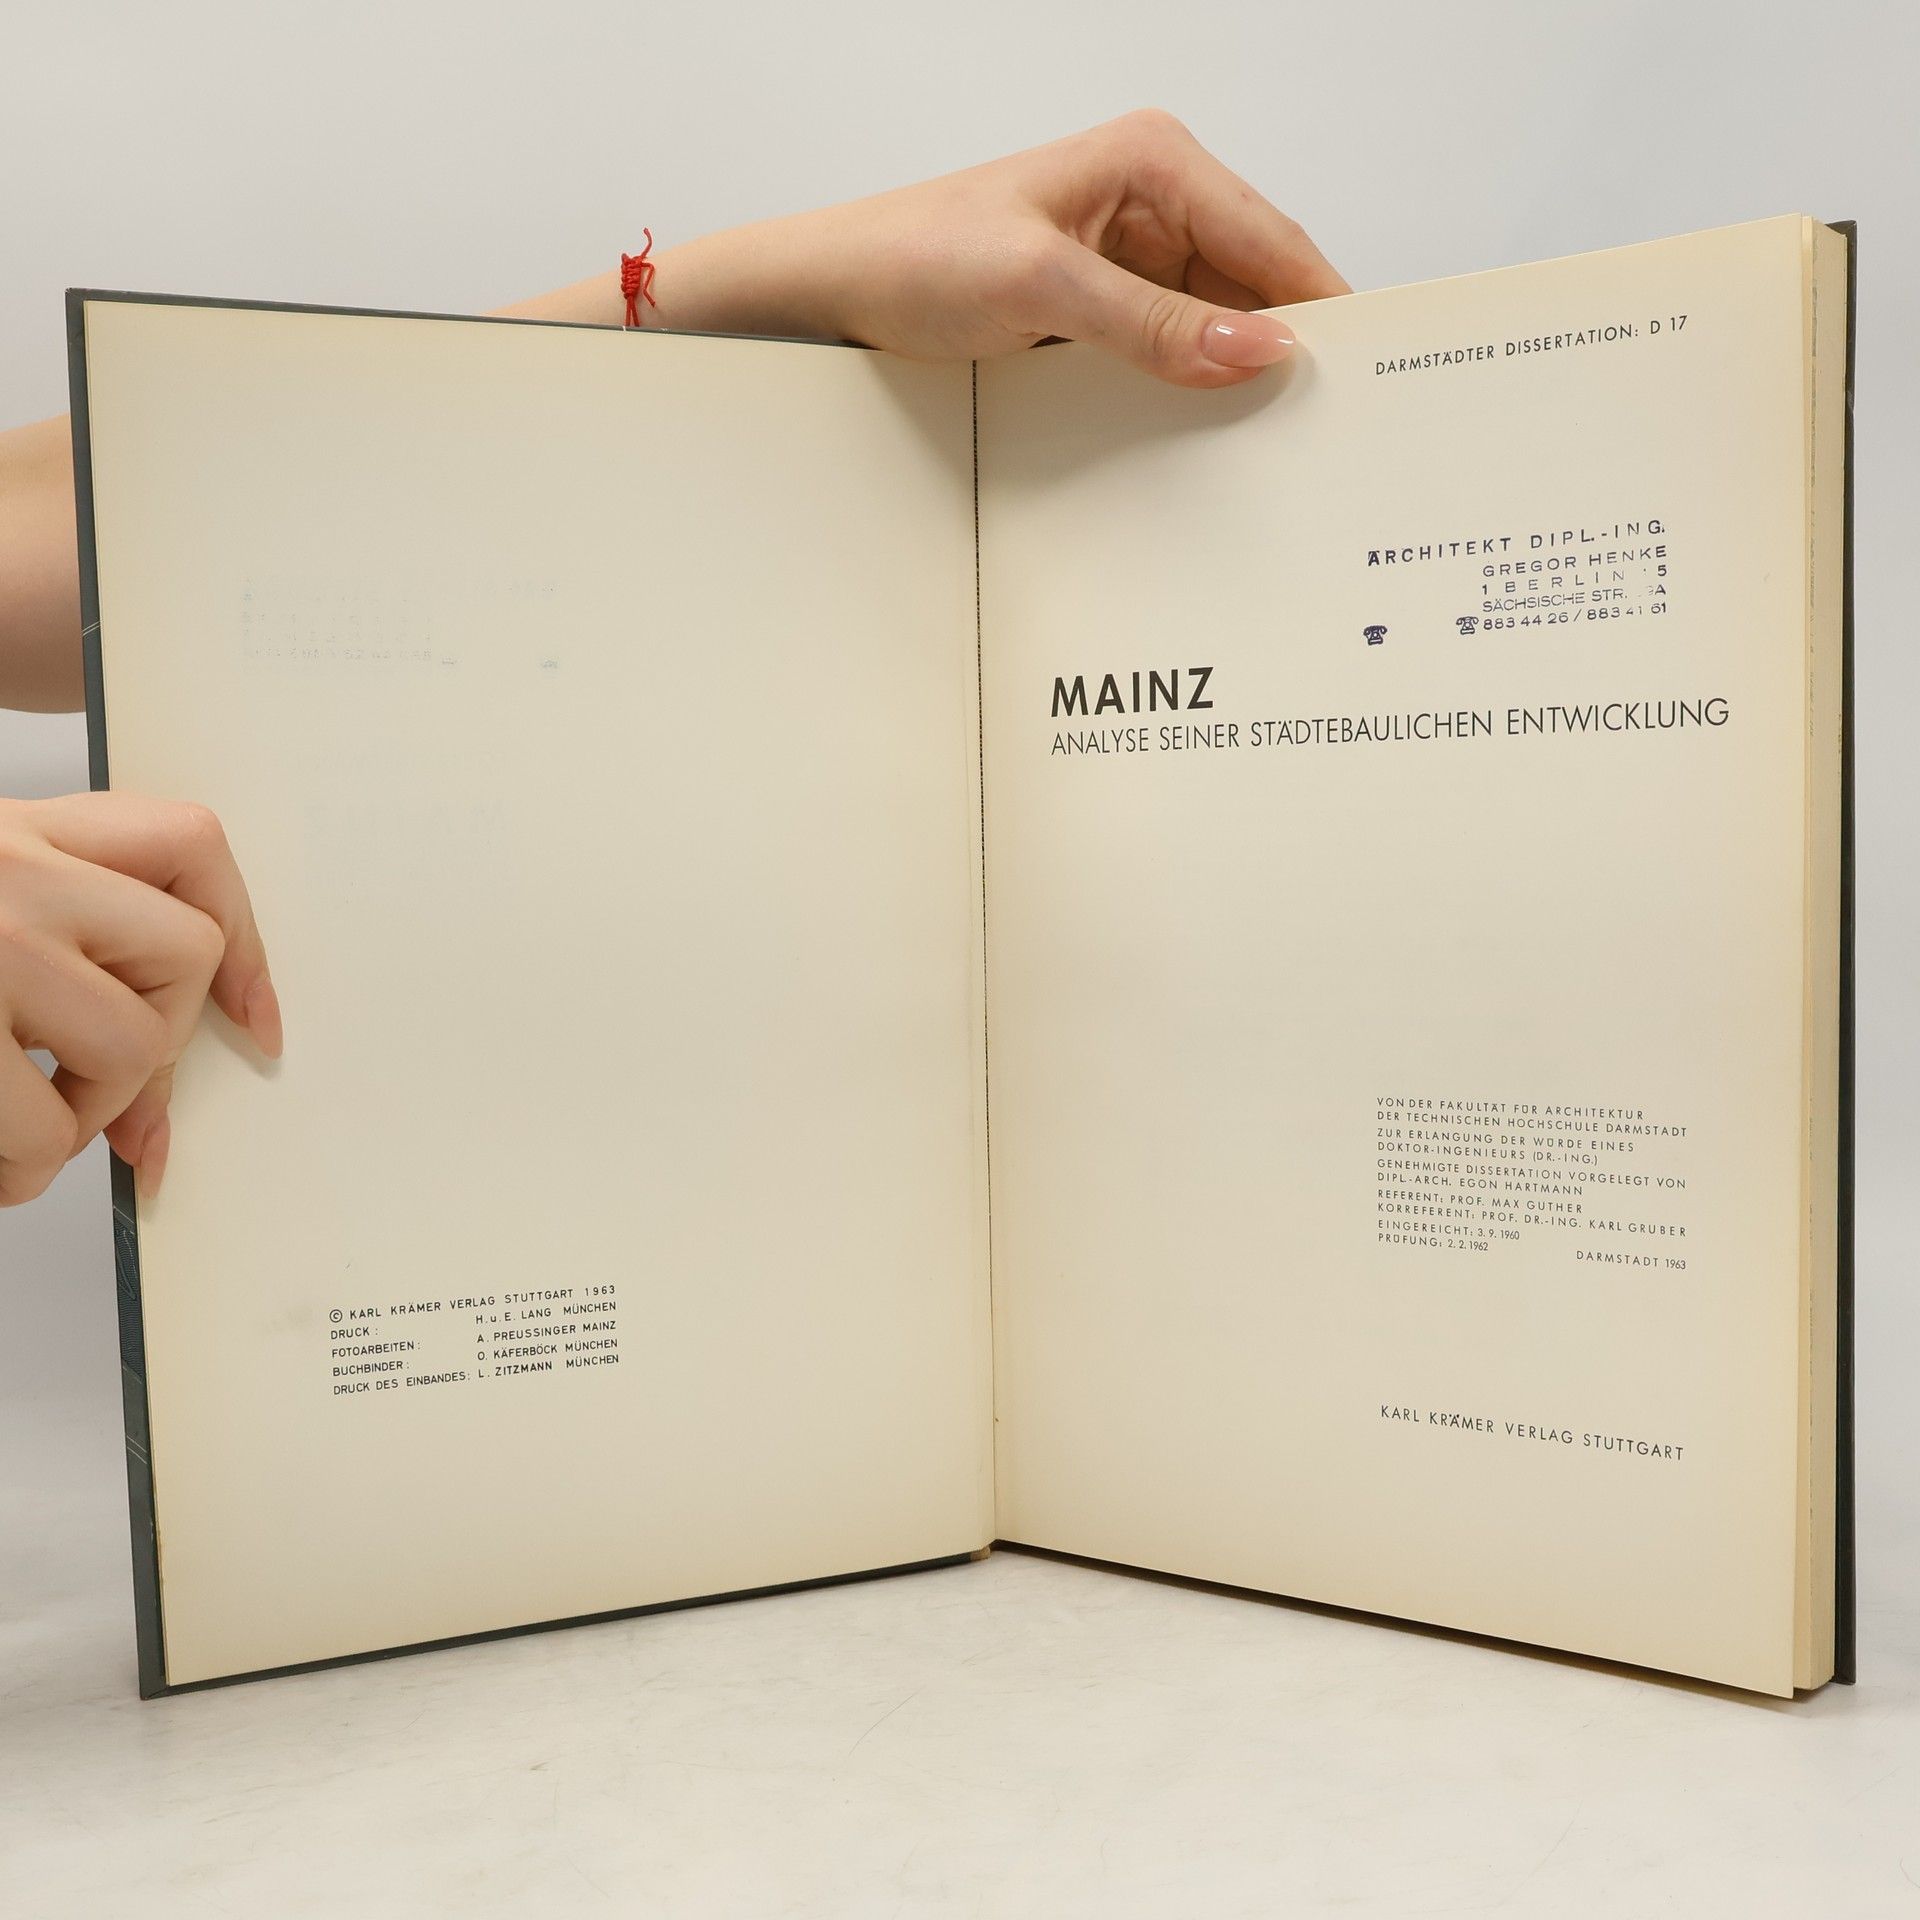 © KARL KRÄMER VERLAG STUTTGART 1963
DRUCK: H. u. E. LANG MÜNCHEN
FOTOARBEITEN: A. PREUSSINGER MAINZ
BUCHBINDER: O. KÄFERBÖCK MÜNCHEN
DRUCK DES EINBANDES: L. ZITZMANN MÜNCHEN
DARMSTÄDTER DISSERTATION: D 17
ARCHITEKT DIPL.-ING.
GREGOR HENKE
1 BERLIN
SÄCHSISCHE STR.
883 44 26 / 883 41 61
MAINZ
ANALYSE SEINER STÄDTEBAULICHEN ENTWICKLUNG
VON DER FAKULTÄT FÜR ARCHITEKTUR
DER TECHNISCHEN HOCHSCHULE DARMSTADT
ZUR ERLANGUNG DER WÜRDE EINES
DOKTOR-INGENIEURS (DR.-ING.)
GENEHMIGTE DISSERTATION VORGELEGT VON
DIPL.-ARCH. EGON HARTMANN
REFERENT: PROF. MAX GUTHER
KORREFERENT: PROF. DR.-ING. KARL GRUBER
EINGEREICHT: 3. 9. 1960
PRÜFUNG: 2. 2. 1962
DARMSTADT 1963
KARL KRÄMER VERLAG STUTTGART